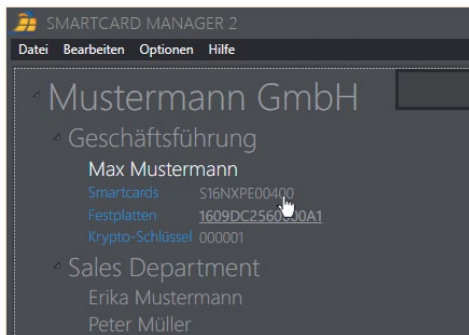 SMARTCARD MANAGER 2
Datei Bearbeiten Optionen Hilfe
Mustermann GmbH
Geschäftsführung
Max Mustermann
Smartcards S16NXPE00400
Festplatten
Krypto-Schlüssel 000001
Sales Department
Erika Mustermann
Peter Müller